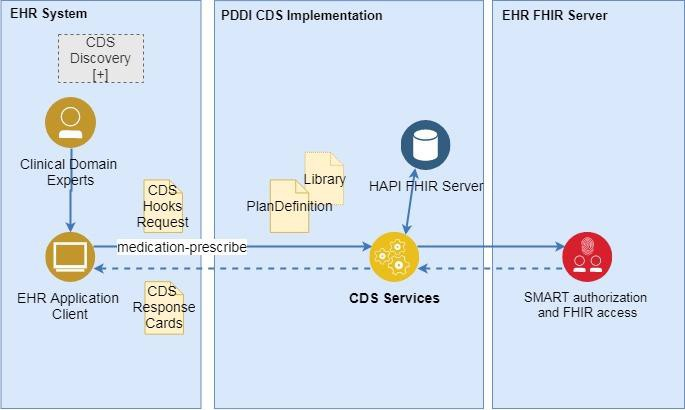 EHR System
PDDI CDS Implementation
EHR FHIR Server
CDS
Discovery
[+]
Clinical Domain
Experts
CDS
Hooks
Request
Library
PlanDefinition
HAPI FHIR Server
medication-prescribe
EHR Application
Client
CDS
Response
Cards
CDS Services
SMART authorization
and FHIR access